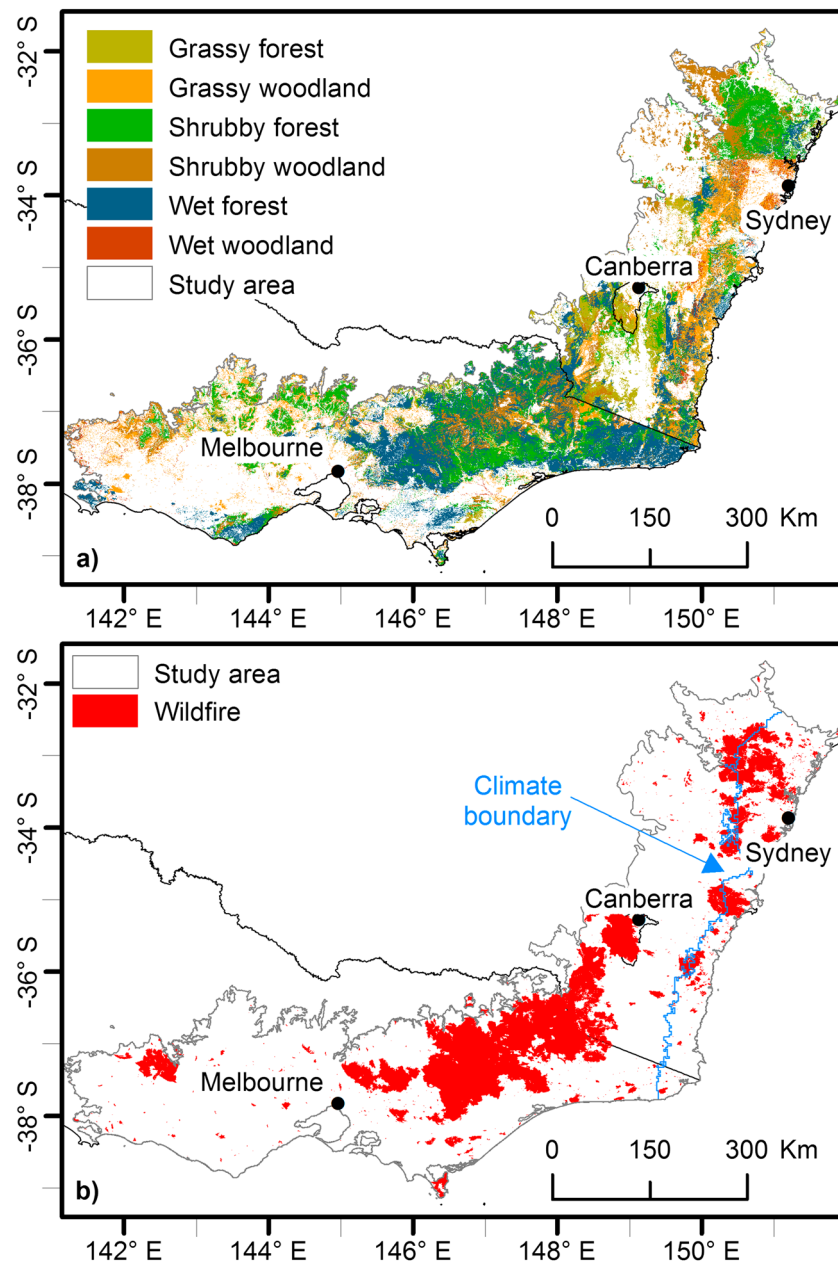 -32° S
-34° S
-36° S
-38° S
Grassy forest
Grassy woodland
Shrubby forest
Shrubby woodland
Wet forest
Wet woodland
Study area
Sydney
Canberra
Melbourne
0 150 300 Km
a)
142° E 144° E 146° E 148° E 150° E
-32° S
-34° S
-36° S
-38° S
Study area
Wildfire
Climate
boundary
Sydney
Canberra
Melbourne
0 150 300 Km
b)
142° E 144° E 146° E 148° E 150° E